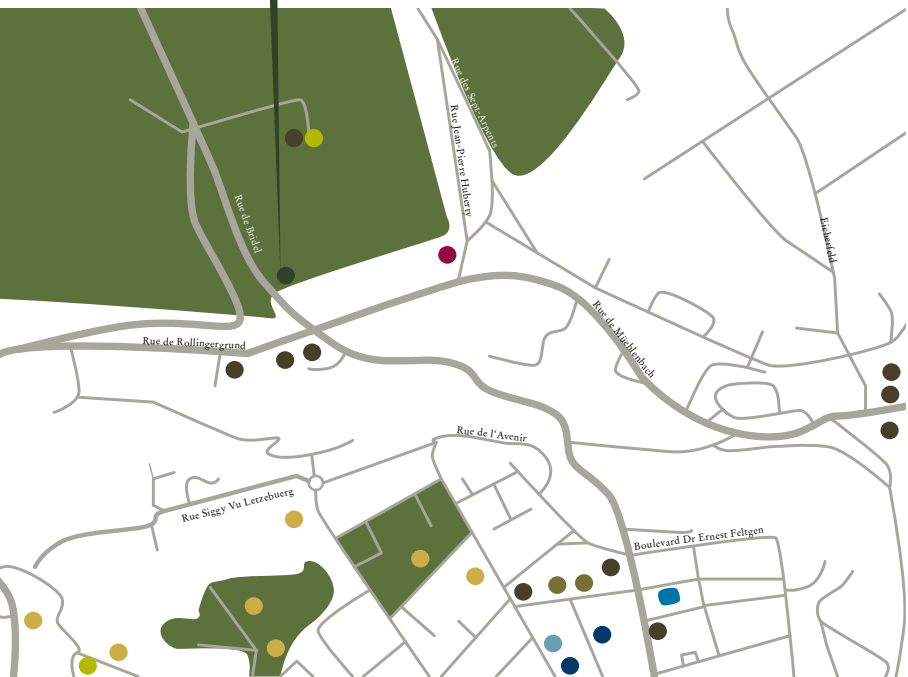 Rue des Sept-Arpents
Rue Jean-Pierre Huberty
Rue de Bridel
Eicherfeld
Rue de Rollingergrund
Rue de Müchlenbach
Rue de l'Avenir
Rue Siggy Vu Letzebuerg
Boulevard Dr Ernest Feltgen